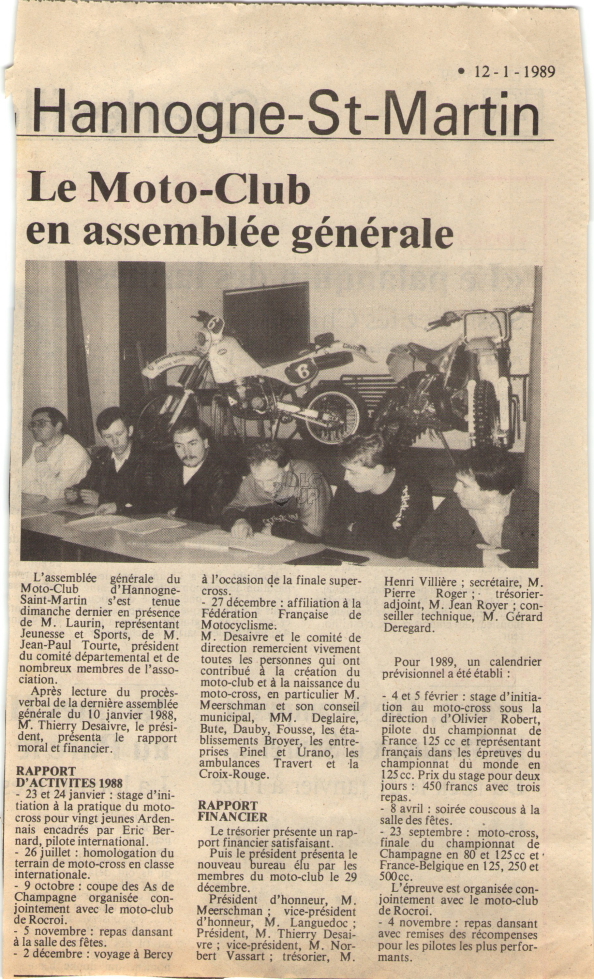 • 12 - 1 - 1989
Hannogne-St-Martin
Le Moto-Club
en assemblée générale
6
L'assemblée générale du
Moto-Club d'Hannogne-
Saint-Martin s'est tenue
dimanche dernier en présence
de M. Laurin, représentant
Jeunesse et Sports, de M.
Jean-Paul Tourte, président
du comité départemental et de
nombreux membres de l'as-
sociation.
Après lecture du procès-
verbal de la dernière assemblée
générale du 10 janvier 1988,
M. Thierry Desaivre, le prési-
dent, présenta le rapport
moral et financier.
RAPPORT
D'ACTIVITES 1988
- 23 et 24 janvier : stage d'ini-
tiation à la pratique du moto-
cross pour vingt jeunes Arden-
nais encadrés par Eric Ber-
nard, pilote international.
- 26 juillet : homologation du
terrain de moto-cross en classe
internationale.
- 9 octobre : coupe des As de
Champagne organisée con-
jointement avec le moto-club
de Rocroi.
- 5 novembre : repas dansant
à la salle des fêtes.
- 2 décembre : voyage à Bercy
à l'occasion de la finale super-
cross.
- 27 décembre : affiliation à la
Fédération Française de
Motocyclisme.
M. Desaivre et le comité de
direction remercient vivement
toutes les personnes qui ont
contribué à la création du
moto-club et à la naissance du
moto-cross, en particulier M.
Meerschman et son conseil
municipal, MM. Deglaire,
Bute, Dauby, Fousse, les éta-
blissements Broyer, les entre-
prises Pinel et Urano, les
ambulances Travert et la
Croix-Rouge.
RAPPORT
FINANCIER
Le trésorier présente un rap-
port financier satisfaisant.
Puis le président présenta le
nouveau bureau élu par les
membres du moto-club le 29
décembre.
Président d'honneur, M.
Meerschman ; vice-président
d'honneur, M. Languedoc ;
Président, M. Thierry Desai-
vre ; vice-président, M. Nor-
bert Vassart ; trésorier, M.
Henri Villière ; secrétaire, M.
Pierre Roger ; trésorier-
adjoint, M. Jean Royer ; con-
seiller technique, M. Gérard
Deregard.
Pour 1989, un calendrier
prévisionnel a été établi :
- 4 et 5 février : stage d'initia-
tion au moto-cross sous la
direction d'Olivier Robert,
pilote du championnat de
France 125 cc et représentant
français dans les épreuves du
championnat du monde en
125 cc. Prix du stage pour deux
jours : 450 francs avec trois
repas.
- 8 avril : soirée couscous à la
salle des fêtes.
- 23 septembre : moto-cross,
finale du championnat de
Champagne en 80 et 125 cc et
France-Belgique en 125, 250 et
500 cc.
L'épreuve est organisée con-
jointement avec le moto-club
de Rocroi.
- 4 novembre : repas dansant
avec remises des récompenses
pour les pilotes les plus perfor-
mants.